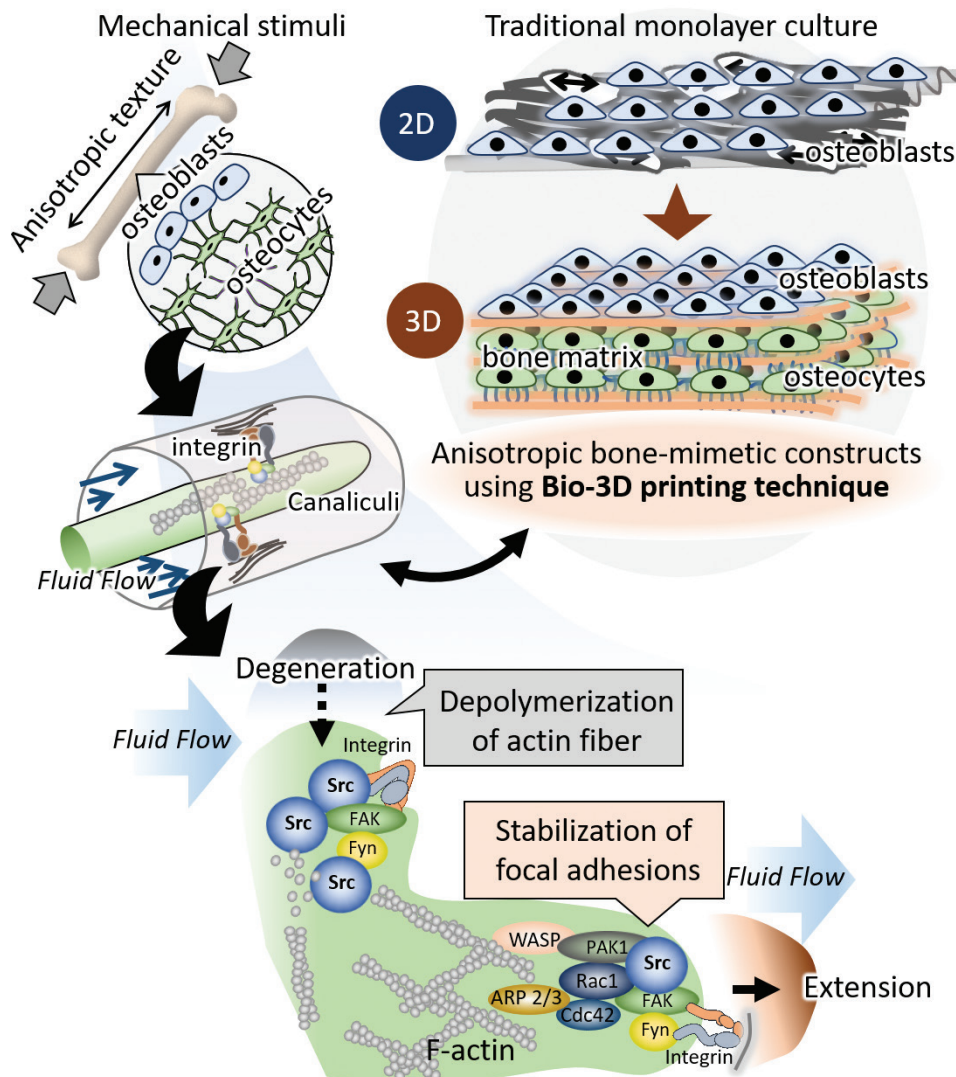 Mechanical stimuli
Anisotropic texture
osteoblasts
osteocytes
Traditional monolayer culture
2D
osteoblasts
3D
osteoblasts
bone matrix
osteocytes
Anisotropic bone-mimetic constructs
using Bio-3D printing technique
integrin
Canaliculi
Fluid Flow
Degeneration
Fluid Flow
Depolymerization
of actin fiber
Integrin
Src
Src
FAK
Fyn
Src
Stabilization of
focal adhesions
Fluid Flow
WASP
PAK1
Src
Rac1
ARP 2/3
FAK
Cdc42
Fyn
Integrin
F-actin
Extension